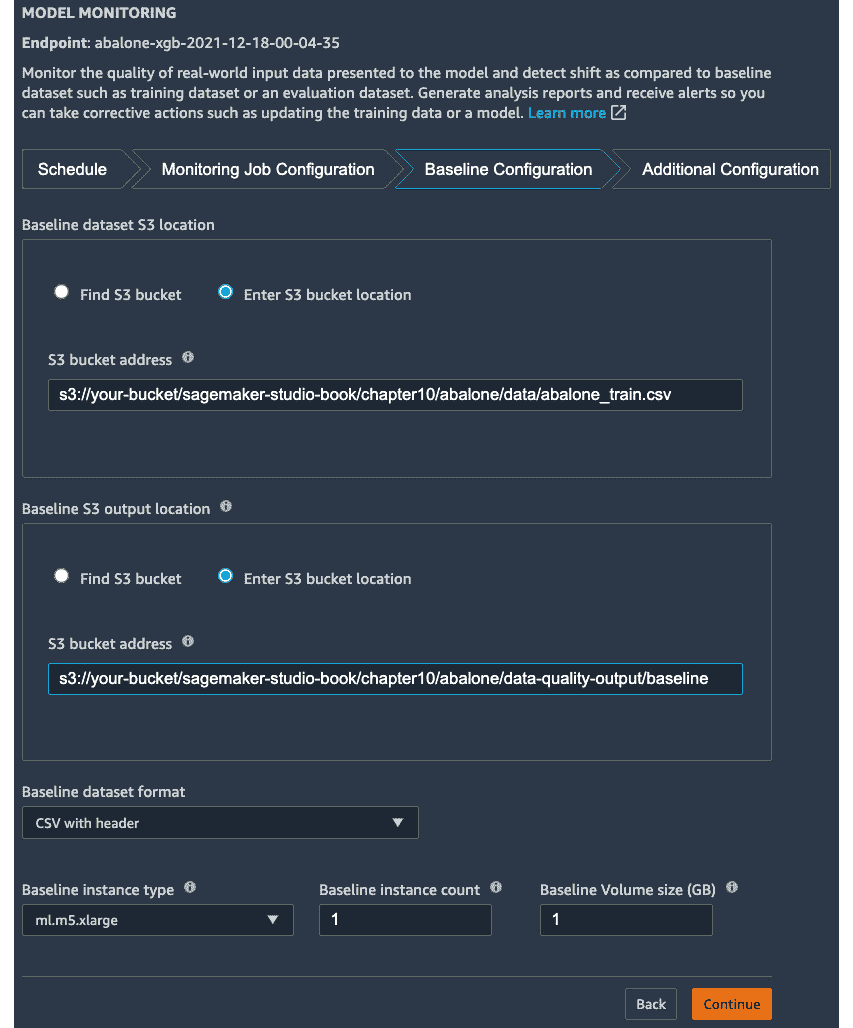 MODEL MONITORING
Endpoint: abalone-xgb-2021-12-18-00-04-35
Monitor the quality of real-world input data presented to the model and detect shift as compared to baseline
dataset such as training dataset or an evaluation dataset. Generate analysis reports and receive alerts so you
can take corrective actions such as updating the training data or a model. Learn more
Schedule Monitoring Job Configuration Baseline Configuration Additional Configuration
Baseline dataset S3 location
Find S3 bucket Enter S3 bucket location
S3 bucket address
s3://your-bucket/sagemaker-studio-book/chapter10/abalone/data/abalone_train.csv
Baseline S3 output location
Find S3 bucket Enter S3 bucket location
S3 bucket address
s3://your-bucket/sagemaker-studio-book/chapter10/abalone/data-quality-output/baseline
Baseline dataset format
CSV with header
Baseline instance type Baseline instance count Baseline Volume size (GB)
ml.m5.xlarge 1 1
Back Continue